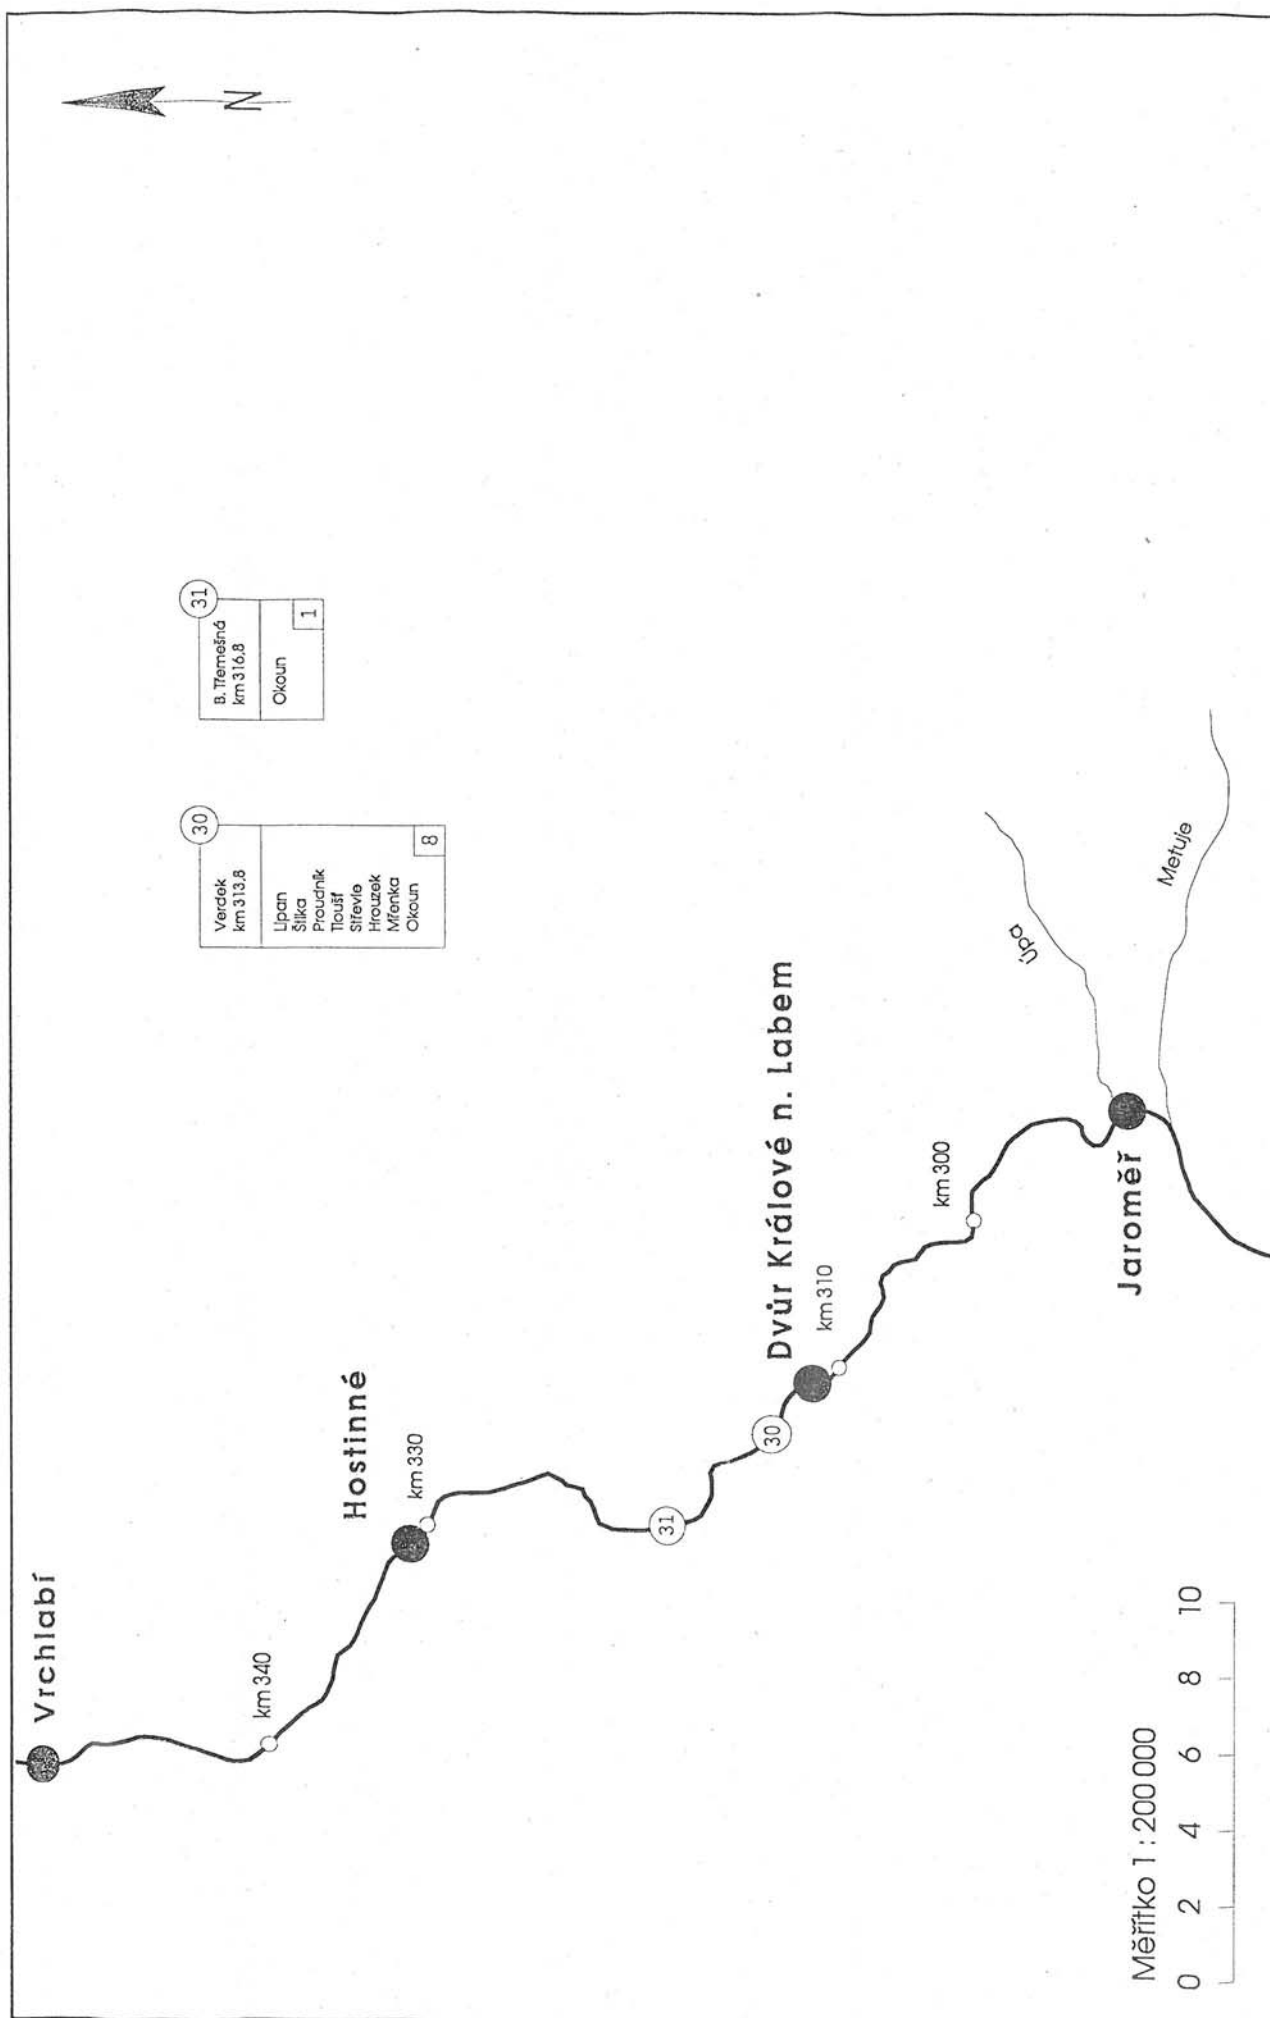 N
31
B. Třemešná
km 316,8
Okoun
1
30
Verdek
km 313,8
Lipan
Štika
Proudník
Tloušť
Střevle
Hrouzek
Mřenka
Okoun
8
Vrchlabí
km 340
Hostinné
km 330
31
30
Dvůr Králové n. Labem
km 310
km 300
Jaroměř
Úpa
Metuje
Měřítko 1 : 200 000
0 2 4 6 8 10